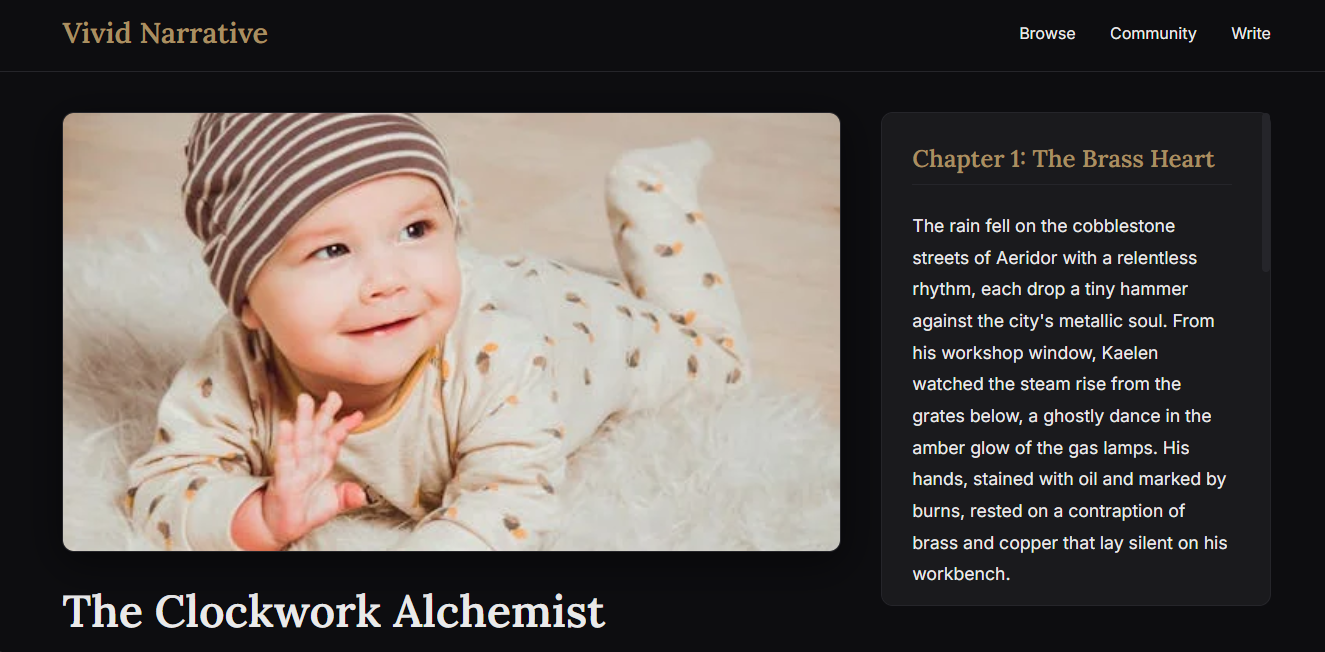 Vivid Narrative
Browse
Community
Write
Chapter 1: The Brass Heart
The rain fell on the cobblestone
streets of Aeridor with a relentless
rhythm, each drop a tiny hammer
against the city's metallic soul. From
his workshop window, Kaelen
watched the steam rise from the
grates below, a ghostly dance in the
amber glow of the gas lamps. His
hands, stained with oil and marked by
burns, rested on a contraption of
brass and copper that lay silent on his
workbench.
The Clockwork Alchemist